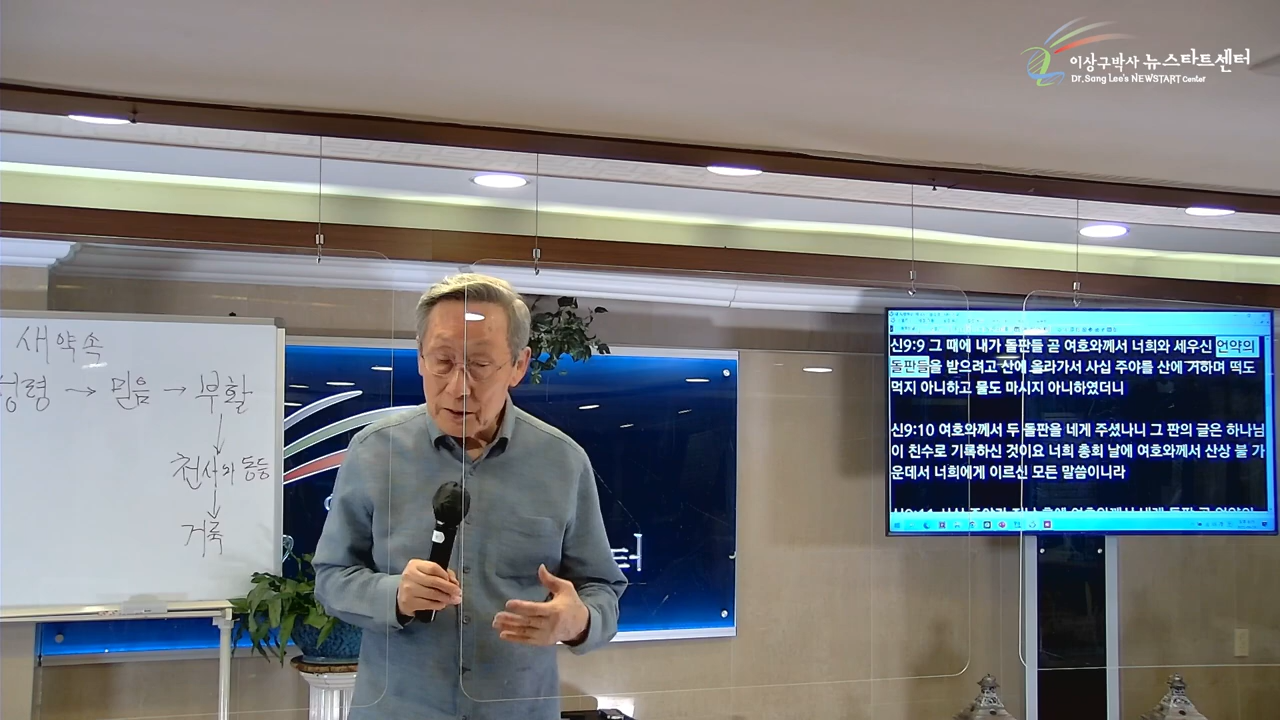 이상구박사 뉴스타트센터
Dr. Sang Lee's NEWSTART Center
새약속
성령 → 믿음 → 부활
천사와 동등
거룩
신9:9 그 때에 내가 돌판들 곧 여호와께서 너희와 세우신 언약의
돌판들을 받으려고 산에 올라가서 사십 주야를 산에 거하며 떡도
먹지 아니하고 물도 마시지 아니하였더니
신9:10 여호와께서 두 돌판을 네게 주셨나니 그 판의 글은 하나님
이 친수로 기록하신 것이요 너희 총회 날에 여호와께서 산상 불 가
운데서 너희에게 이르신 모든 말씀이니라
터